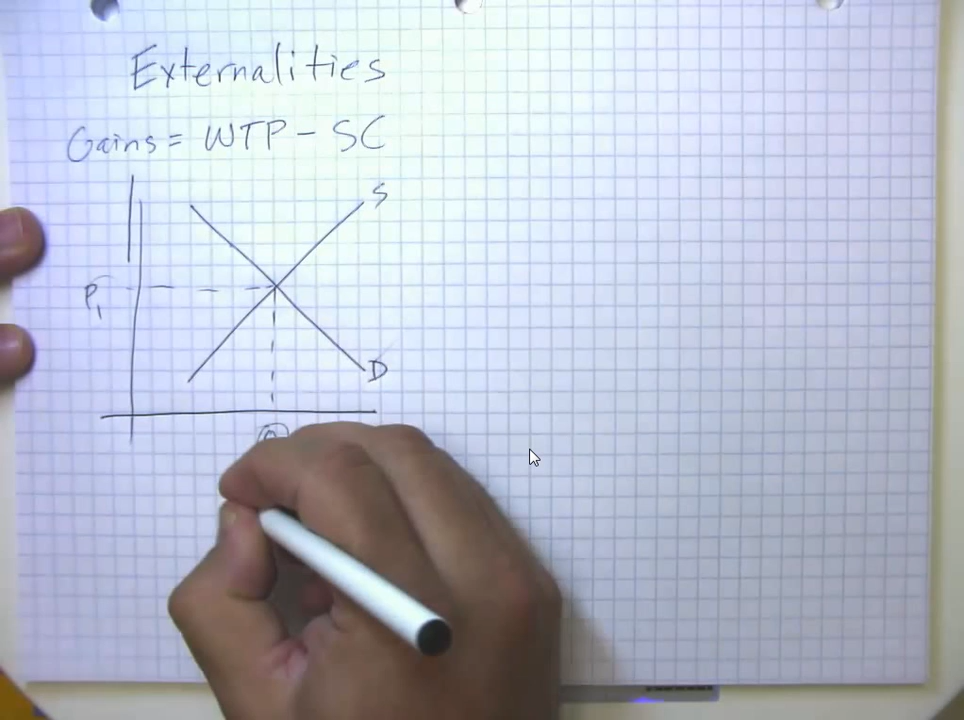 Externalities
Gains = WTP - SC
S
P1
D